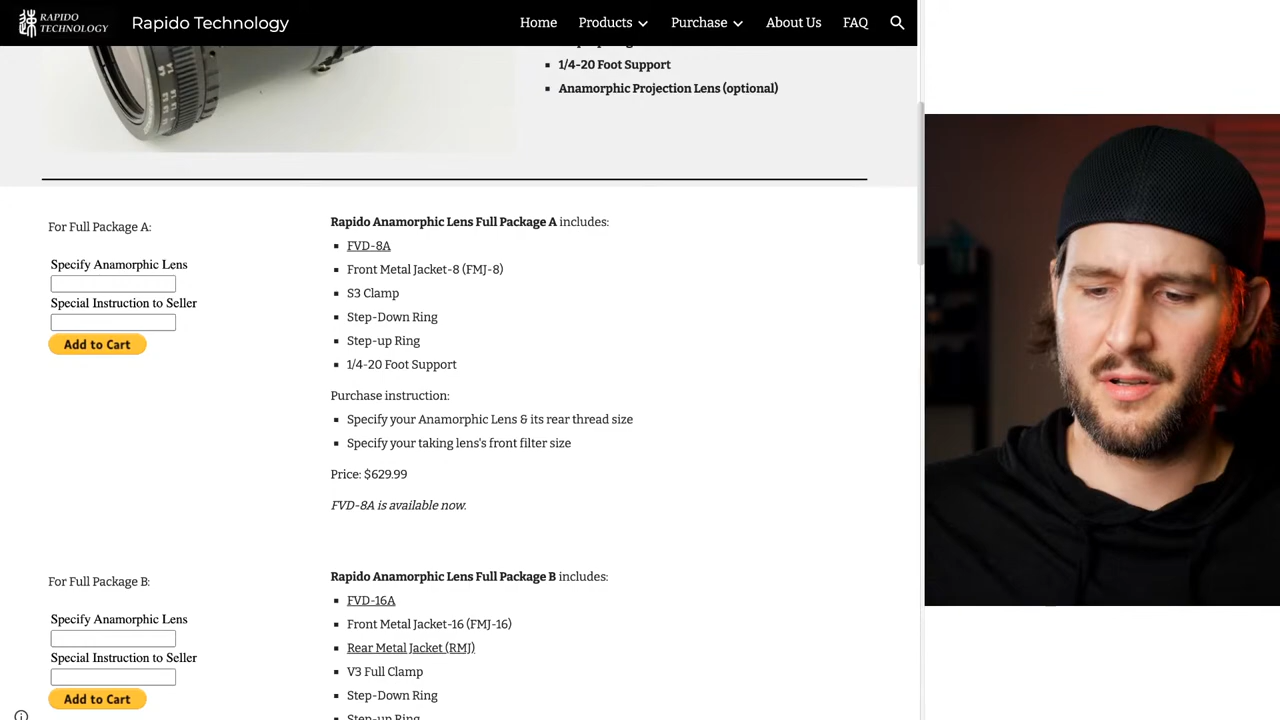 RAPIDO
TECHNOLOGY
Rapido Technology
Home
Products
Purchase
About Us
FAQ
1/4-20 Foot Support
Anamorphic Projection Lens (optional)
For Full Package A:
Specify Anamorphic Lens
Special Instruction to Seller
Add to Cart
Rapido Anamorphic Lens Full Package A includes:
FVD-8A
Front Metal Jacket-8 (FMJ-8)
S3 Clamp
Step-Down Ring
Step-up Ring
1/4-20 Foot Support
Purchase instruction:
Specify your Anamorphic Lens & its rear thread size
Specify your taking lens's front filter size
Price: $629.99
FVD-8A is available now.
For Full Package B:
Specify Anamorphic Lens
Special Instruction to Seller
Add to Cart
Rapido Anamorphic Lens Full Package B includes:
FVD-16A
Front Metal Jacket-16 (FMJ-16)
Rear Metal Jacket (RMJ)
V3 Full Clamp
Step-Down Ring
Step-up Ring